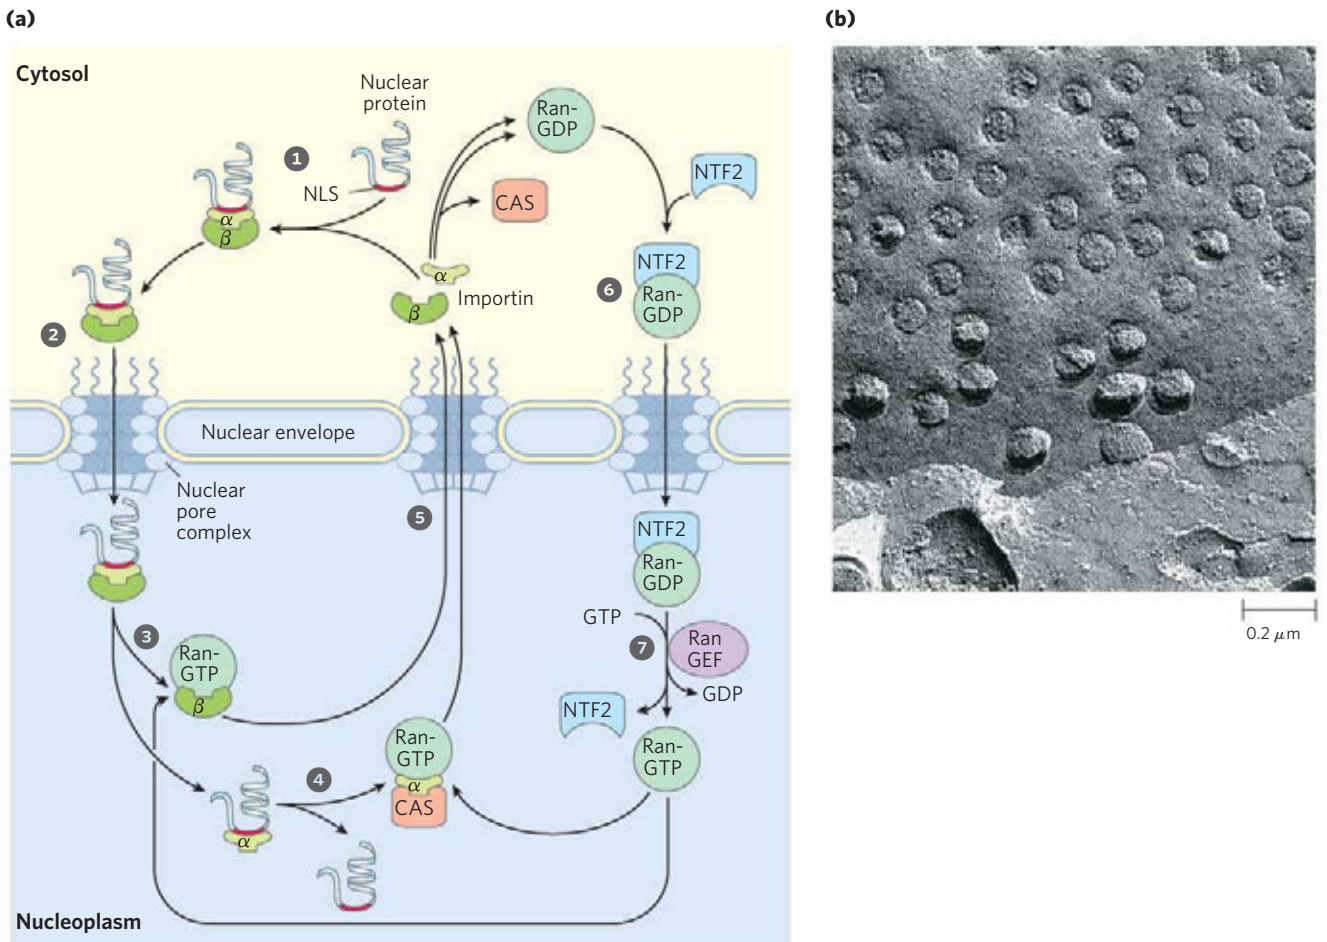 (a)
Cytosol
Nuclear
protein
1
NLS
α
β
2
Ran-
GDP
CAS
NTF2
α
Importin
β
NTF2
6
Ran-
GDP
Nuclear envelope
Nuclear
pore
complex
5
NTF2
Ran-
GDP
GTP
7
Ran
GEF
GDP
NTF2
Ran-
GTP
3
Ran-
GTP
β
Ran-
GTP
α
CAS
4
α
Nucleoplasm
(b)
0.2 μm